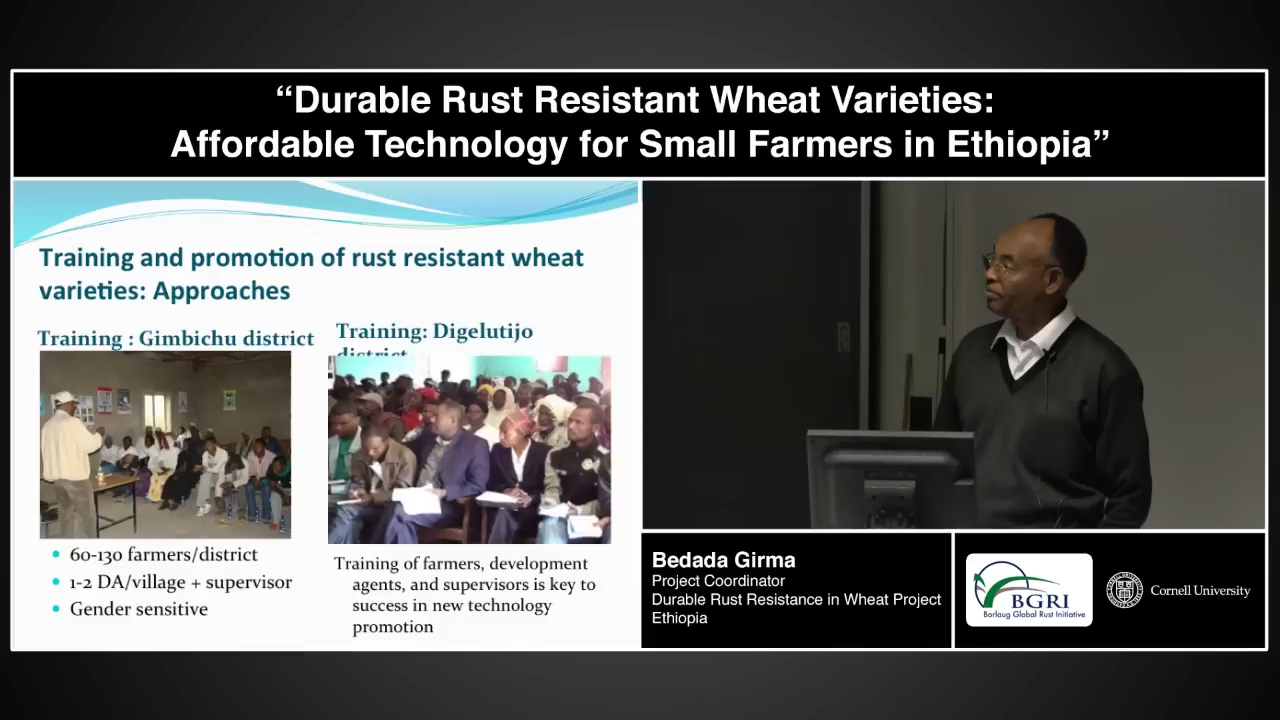 “Durable Rust Resistant Wheat Varieties:
Affordable Technology for Small Farmers in Ethiopia”
Training and promotion of rust resistant wheat
varieties: Approaches
Training : Gimbichu district
Training: Digelutijo
district
60-130 farmers/district
1-2 DA/village + supervisor
Gender sensitive
Training of farmers, development
agents, and supervisors is key to
success in new technology
promotion
Bedada Girma
Project Coordinator
Durable Rust Resistance in Wheat Project
Ethiopia
BGRI
Borlaug Global Rust Initiative
Cornell University